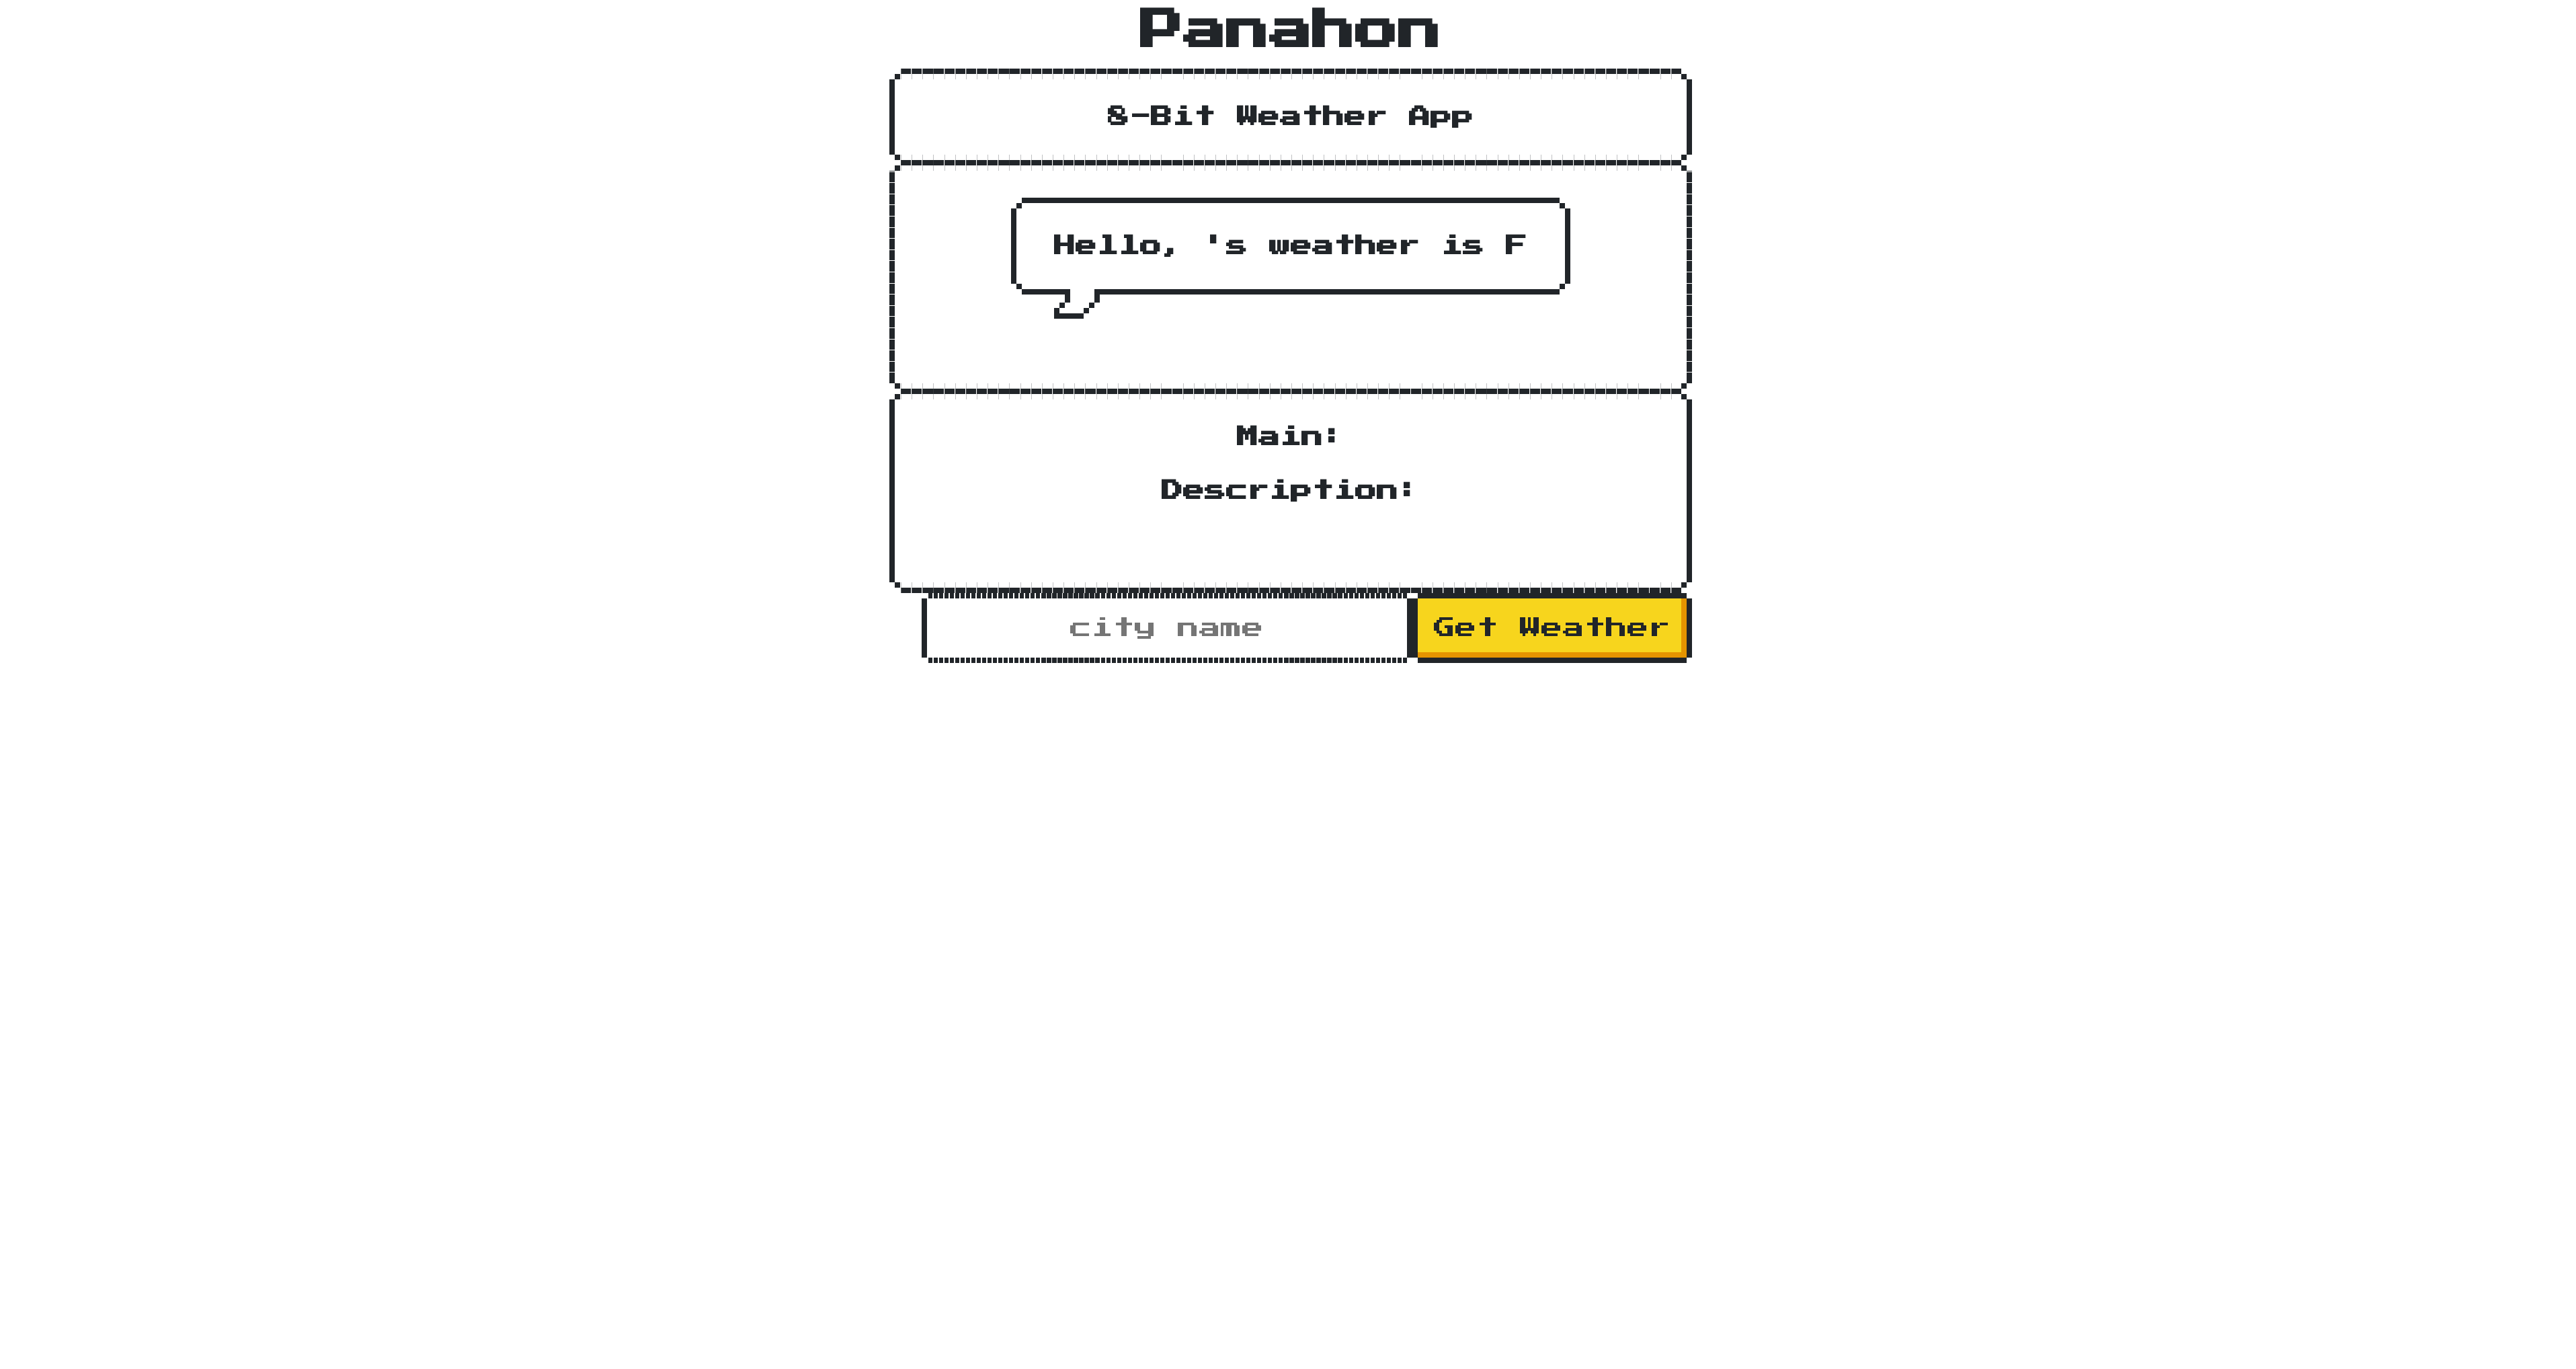 Panahon
8-Bit Weather App
Hello, 's weather is F
Main:
Description:
city name
Get Weather